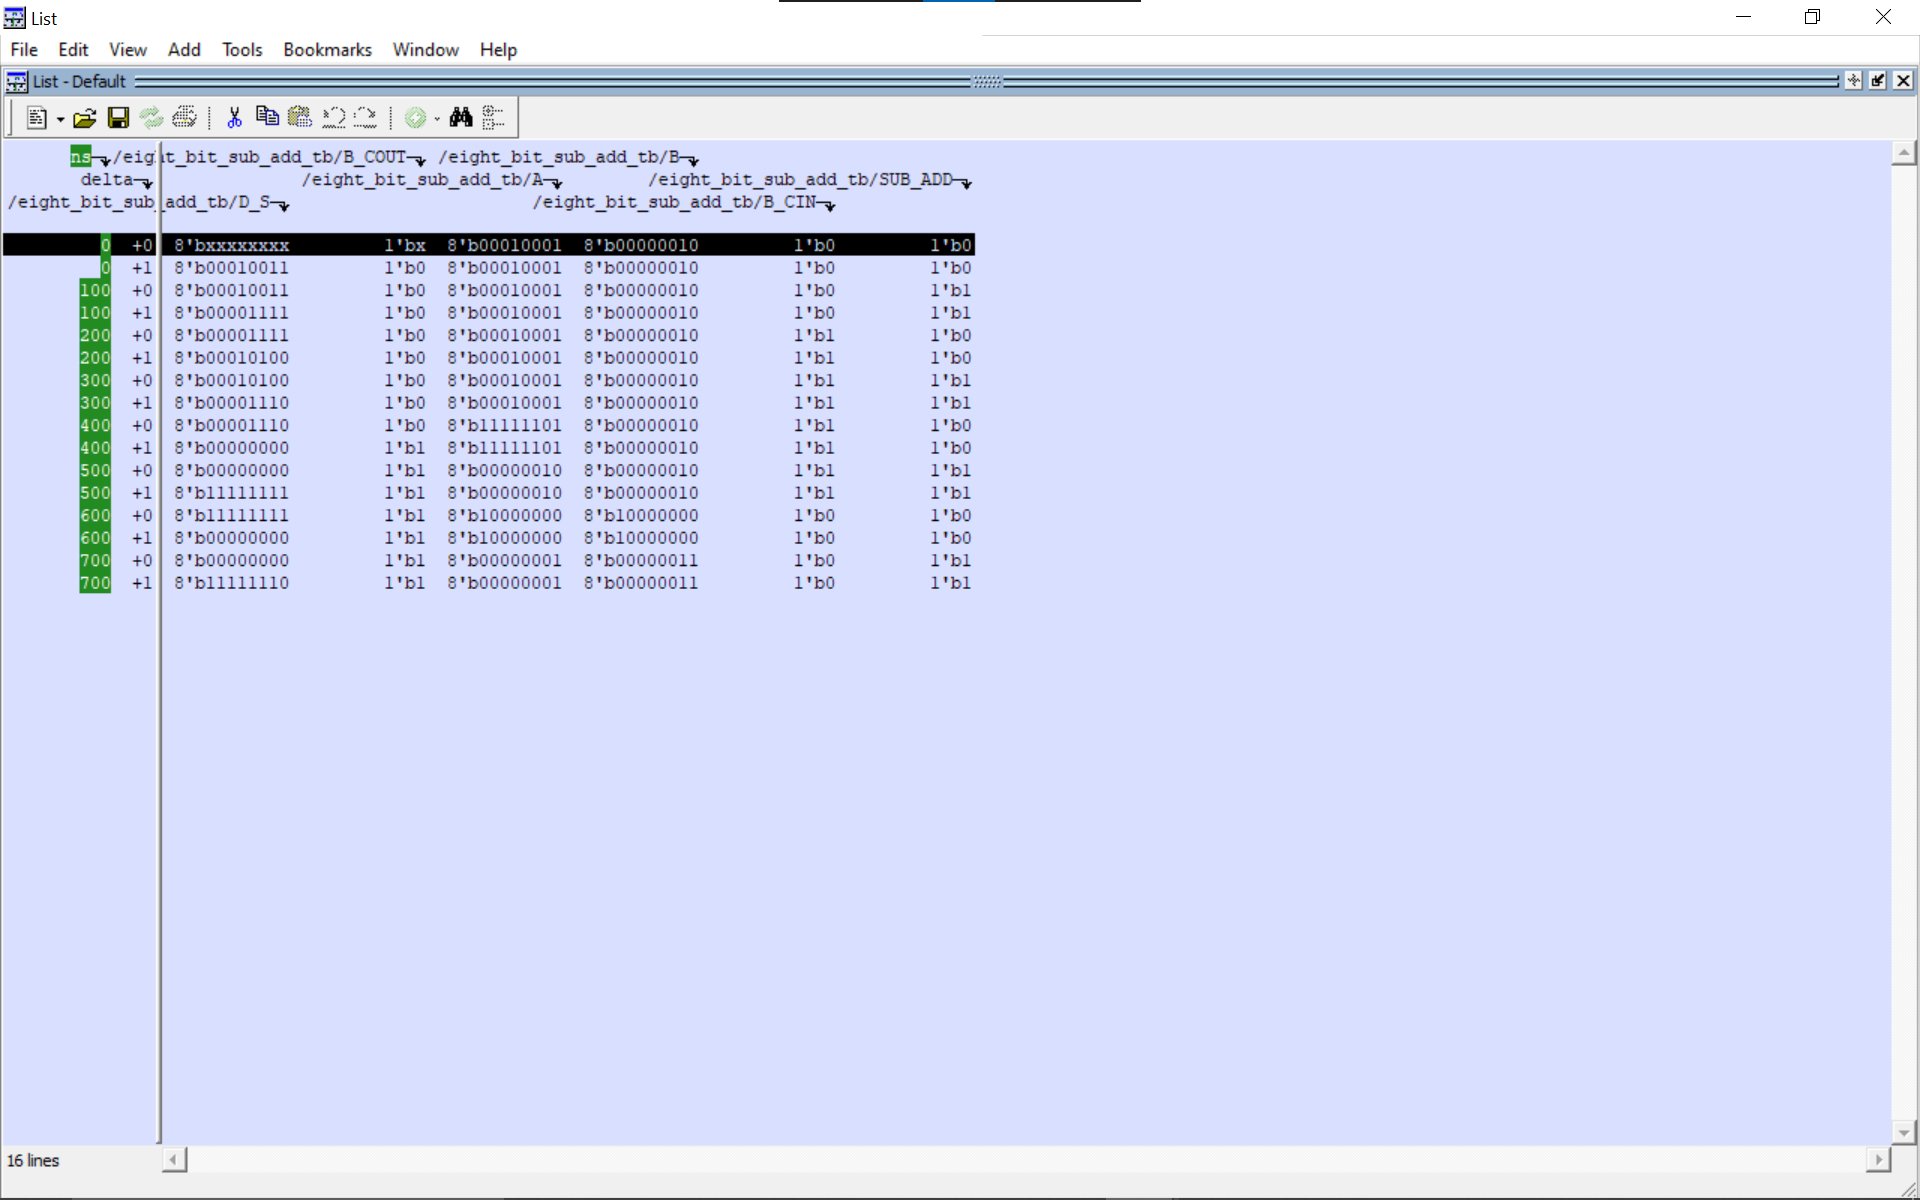 List
File Edit View Add Tools Bookmarks Window Help
List - Default
ns /eight_bit_sub_add_tb/B_COUT /eight_bit_sub_add_tb/B
delta /eight_bit_sub_add_tb/A /eight_bit_sub_add_tb/SUB_ADD
/eight_bit_sub_add_tb/D_S /eight_bit_sub_add_tb/B_CIN
0 +0 8'bxxxxxxxx 1'bx 8'b00010001 8'b00000010 1'b0 1'b0
0 +1 8'b00010011 1'b0 8'b00010001 8'b00000010 1'b0 1'b0
100 +0 8'b00010011 1'b0 8'b00010001 8'b00000010 1'b0 1'b1
100 +1 8'b00001111 1'b0 8'b00010001 8'b00000010 1'b0 1'b1
200 +0 8'b00001111 1'b0 8'b00010001 8'b00000010 1'b1 1'b0
200 +1 8'b00010100 1'b0 8'b00010001 8'b00000010 1'b1 1'b0
300 +0 8'b00010100 1'b0 8'b00010001 8'b00000010 1'b1 1'b1
300 +1 8'b00001110 1'b0 8'b00010001 8'b00000010 1'b1 1'b1
400 +0 8'b00001110 1'b0 8'b11111101 8'b00000010 1'b1 1'b0
400 +1 8'b00000000 1'b1 8'b11111101 8'b00000010 1'b1 1'b0
500 +0 8'b00000000 1'b1 8'b00000010 8'b00000010 1'b1 1'b1
500 +1 8'b11111111 1'b1 8'b00000010 8'b00000010 1'b1 1'b1
600 +0 8'b11111111 1'b1 8'b10000000 8'b10000000 1'b0 1'b0
600 +1 8'b00000000 1'b1 8'b10000000 8'b10000000 1'b0 1'b0
700 +0 8'b00000000 1'b1 8'b00000001 8'b00000011 1'b0 1'b1
700 +1 8'b11111110 1'b1 8'b00000001 8'b00000011 1'b0 1'b1
16 lines